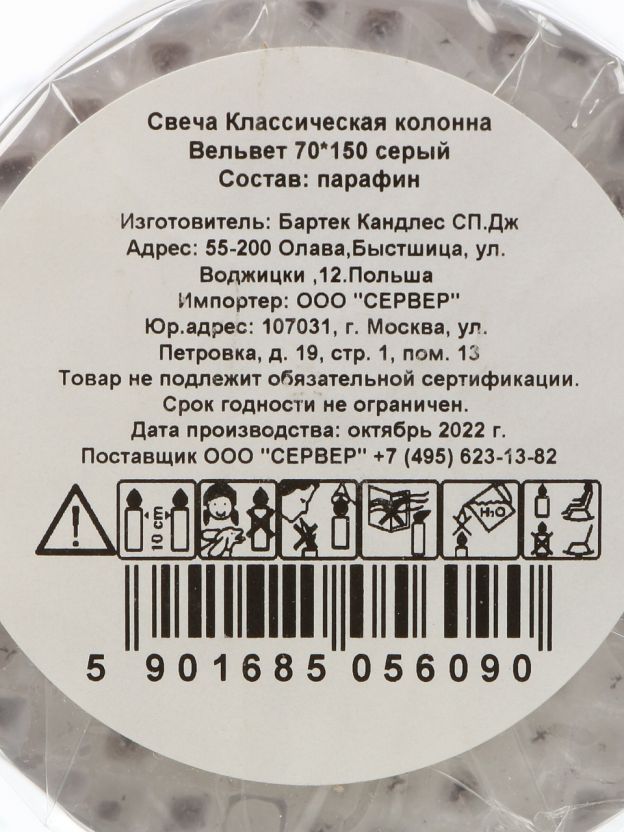 Свеча Классическая колонна
Вельвет 70*150 серый
Состав: парафин
Изготовитель: Бартек Кандлес СП.Дж
Адрес: 55-200 Олава,Быстшица, ул.
Воджицки ,12.Польша
Импортер: ООО "СЕРВЕР"
Юр.адрес: 107031, г. Москва, ул.
Петровка, д. 19, стр. 1, пом. 13
Товар не подлежит обязательной сертификации.
Срок годности не ограничен.
Дата производства: октябрь 2022 г.
Поставщик ООО "СЕРВЕР" +7 (495) 623-13-82
10 cm
H₂O
5 901685 056090